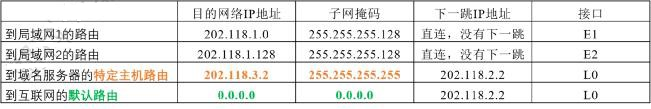 目的网络IP地址 子网掩码 下一跳IP地址 接口
到局域网1的路由 202.118.1.0 255.255.255.128 直连，没有下一跳 E1
到局域网2的路由 202.118.1.128 255.255.255.128 直连，没有下一跳 E2
到域名服务器的特定主机路由 202.118.3.2 255.255.255.255 202.118.2.2 L0
到互联网的默认路由 0.0.0.0 0.0.0.0 202.118.2.2 L0